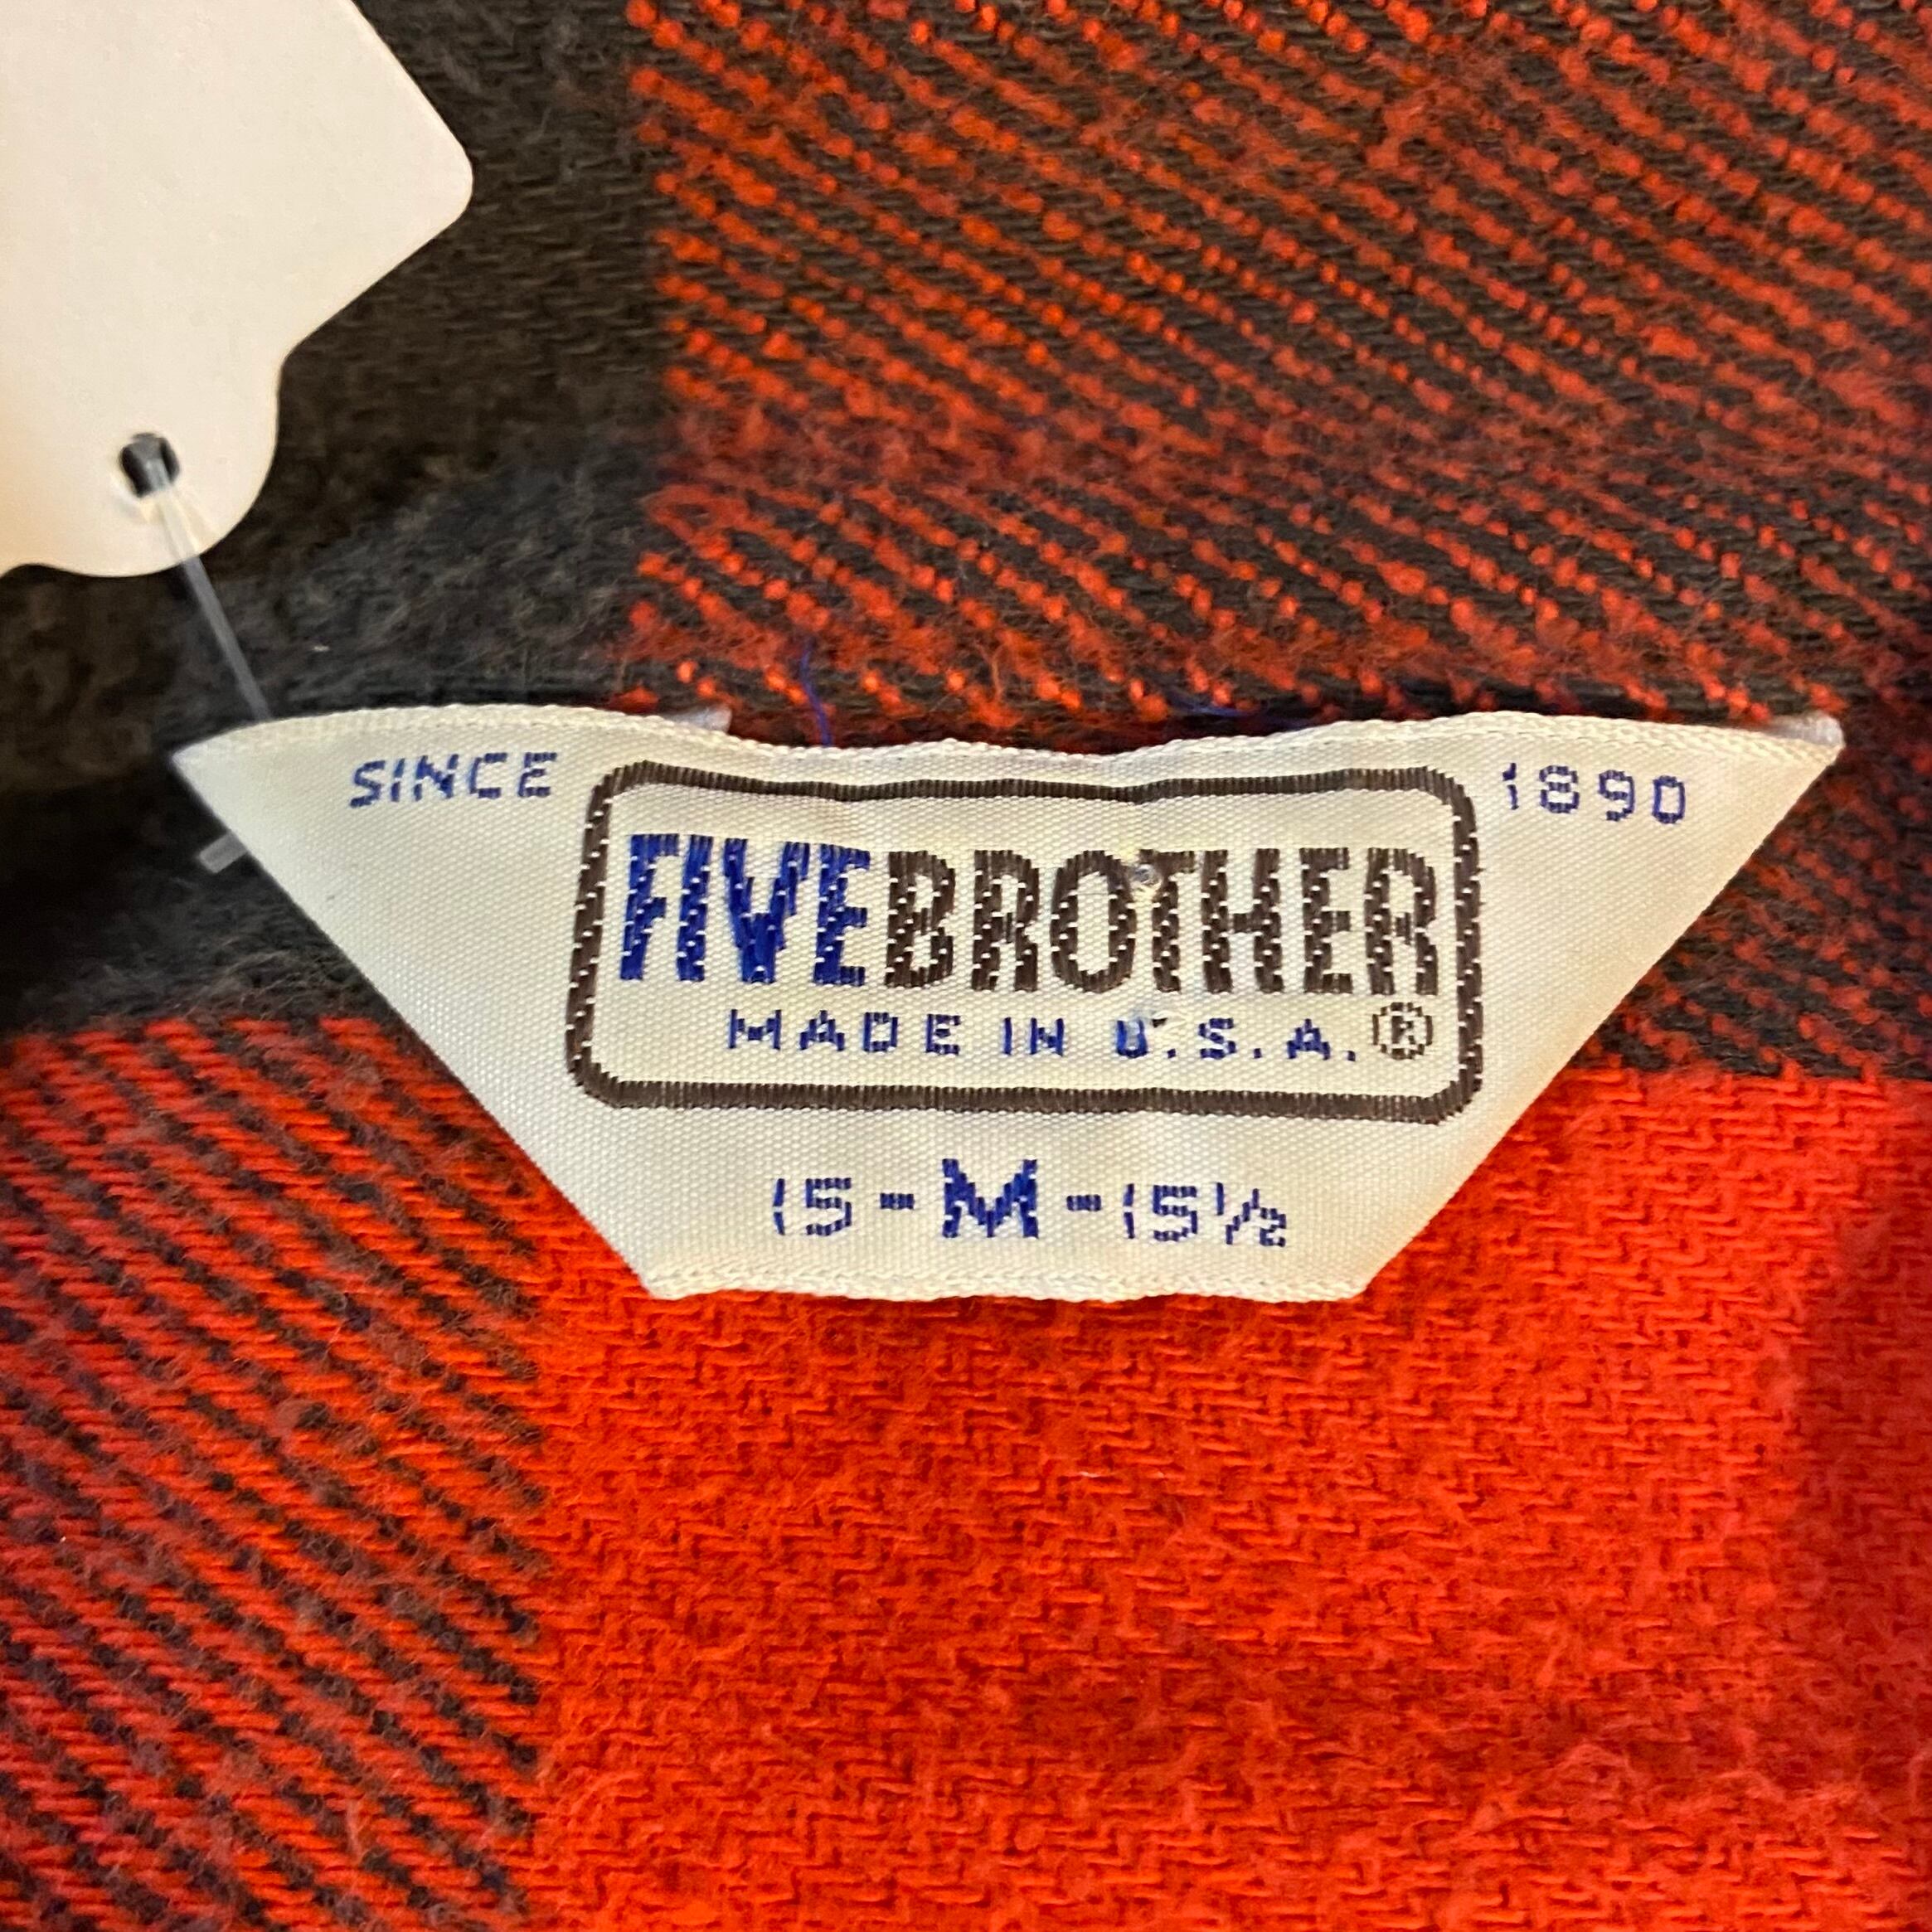 SINCE 1890
FIVEBROTHER
MADE IN U.S.A.®
15-M-15½